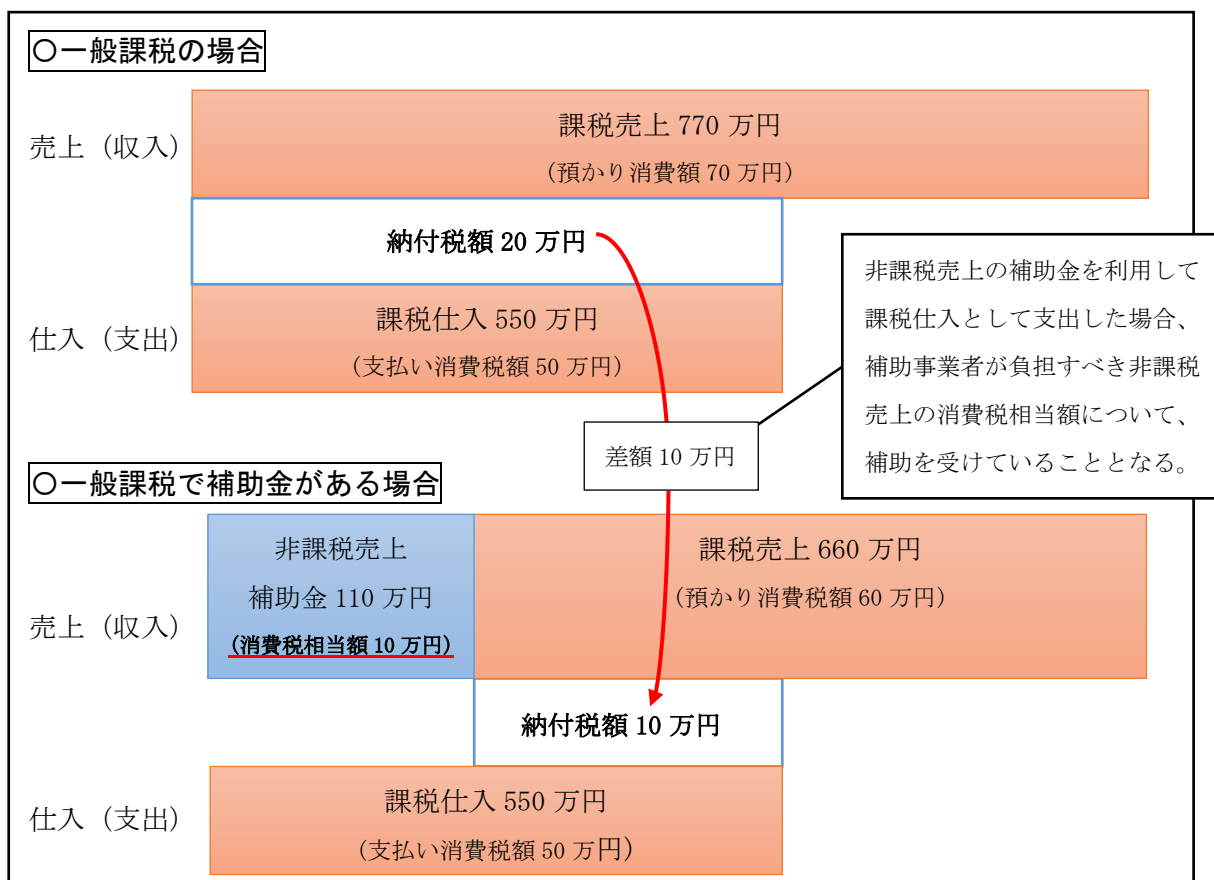 〇一般課税の場合
売上（収入）
課税売上 770 万円
（預かり消費額 70 万円）
納付税額 20 万円
仕入（支出）
課税仕入 550 万円
（支払い消費税額 50 万円）
差額 10 万円
非課税売上の補助金を利用して
課税仕入として支出した場合、
補助事業者が負担すべき非課税
売上の消費税相当額について、
補助を受けていることとなる。
〇一般課税で補助金がある場合
売上（収入）
非課税売上
補助金 110 万円
（消費税相当額 10 万円）
課税売上 660 万円
（預かり消費税額 60 万円）
納付税額 10 万円
仕入（支出）
課税仕入 550 万円
（支払い消費税額 50 万円）